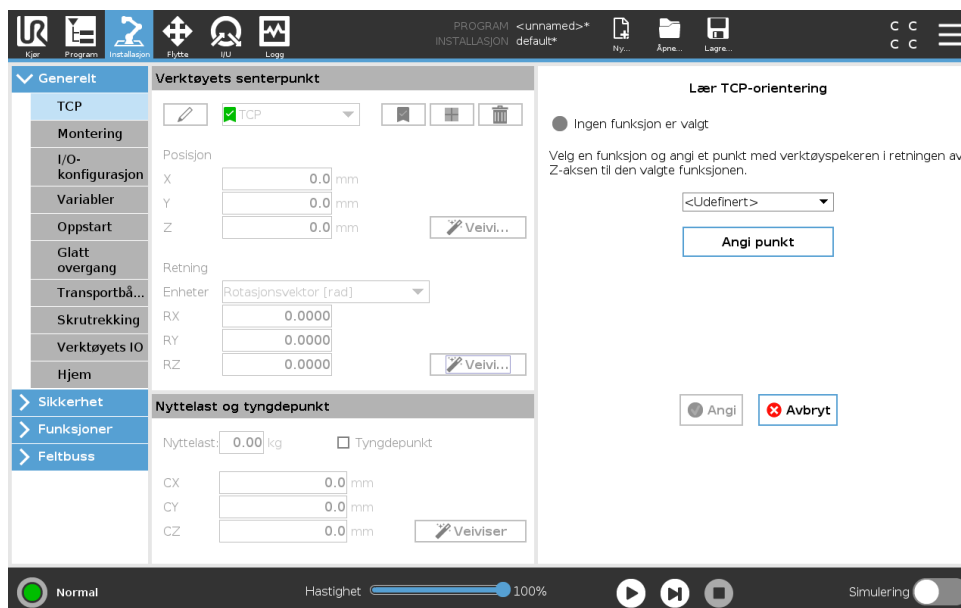 UR
PROGRAM <unnamed>*
INSTALLASJON default*
C C
C C
Kjør
Program
Installasjon
Flytte
I/U
Logg
Ny...
Åpne...
Lagre...
Generelt
TCP
Montering
I/O-
konfigurasjon
Variabler
Oppstart
Glatt
overgang
Transportbå...
Skrutrekking
Verktøyets IO
Hjem
Sikkerhet
Funksjoner
Feltbuss
Verktøyets senterpunkt
TCP
Posisjon
X 0.0 mm
Y 0.0 mm
Z 0.0 mm Veivi...
Retning
Enheter Rotasjonsvektor [rad]
RX 0.0000
RY 0.0000
RZ 0.0000 Veivi...
Nyttelast og tyngdepunkt
Nyttelast: 0.00 kg Tyngdepunkt
CX 0.0 mm
CY 0.0 mm
CZ 0.0 mm Veiviser
Lær TCP-orientering
Ingen funksjon er valgt
Velg en funksjon og angi et punkt med verktøyspekeren i retningen av
Z-aksen til den valgte funksjonen.
<Udefinert>
Angi punkt
Angi Avbryt
Normal
Hastighet 100%
Simulering